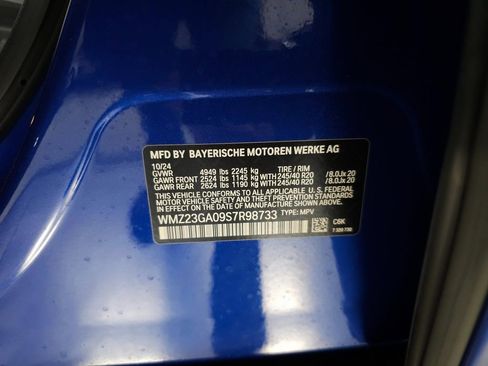 MFD BY BAYERISCHE MOTOREN WERKE AG
10/24
GVWR 4949 lbs 2245 kg TIRE / RIM
GAWR FRONT 2524 lbs 1145 kg WITH 245/40 R20 / 8.0Jx 20
GAWR REAR 2624 lbs 1190 kg WITH 245/40 R20 / 8.0Jx 20
THIS VEHICLE CONFORMS TO ALL APPLICABLE U.S. FEDERAL
MOTOR VEHICLE SAFETY, BUMPER, AND THEFT PREVENTION STANDARDS
IN EFFECT ON THE DATE OF MANUFACTURE SHOWN ABOVE.
WMZ23GA09S7R98733 TYPE: MPV C6K